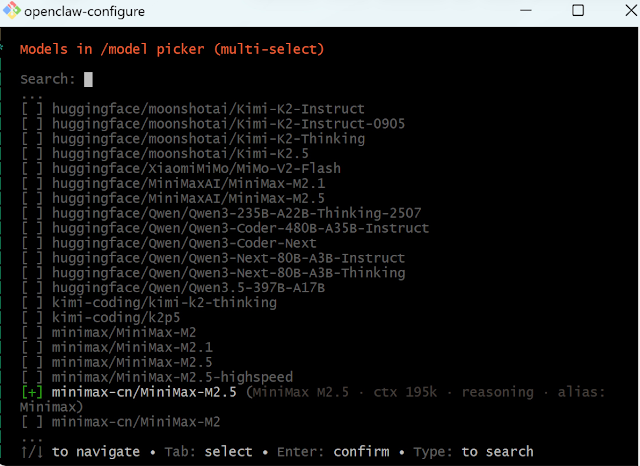 openclaw-configure
* Models in /model picker (multi-select)
Search:
...
[ ] huggingface/moonshotai/Kimi-K2-Instruct
[ ] huggingface/moonshotai/Kimi-K2-Instruct-0905
[ ] huggingface/moonshotai/Kimi-K2-Thinking
[ ] huggingface/moonshotai/Kimi-K2.5
[ ] huggingface/XiaomiMiMo/MiMo-V2-Flash
[ ] huggingface/MiniMaxAI/MiniMax-M2.1
[ ] huggingface/MiniMaxAI/MiniMax-M2.5
[ ] huggingface/Qwen/Qwen3-235B-A22B-Thinking-2507
[ ] huggingface/Qwen/Qwen3-Coder-480B-A35B-Instruct
[ ] huggingface/Qwen/Qwen3-Coder-Next
[ ] huggingface/Qwen/Qwen3-Next-80B-A3B-Instruct
[ ] huggingface/Qwen/Qwen3-Next-80B-A3B-Thinking
[ ] huggingface/Qwen/Qwen3.5-397B-A17B
[ ] kimi-coding/kimi-k2-thinking
[ ] kimi-coding/k2p5
[ ] minimax/MiniMax-M2
[ ] minimax/MiniMax-M2.1
[ ] minimax/MiniMax-M2.5
[ ] minimax/MiniMax-M2.5-highspeed
[+] minimax-cn/MiniMax-M2.5 (MiniMax M2.5 · ctx 195k · reasoning · alias:
Minimax)
[ ] minimax-cn/MiniMax-M2
...
↑/↓ to navigate • Tab: select • Enter: confirm • Type: to search